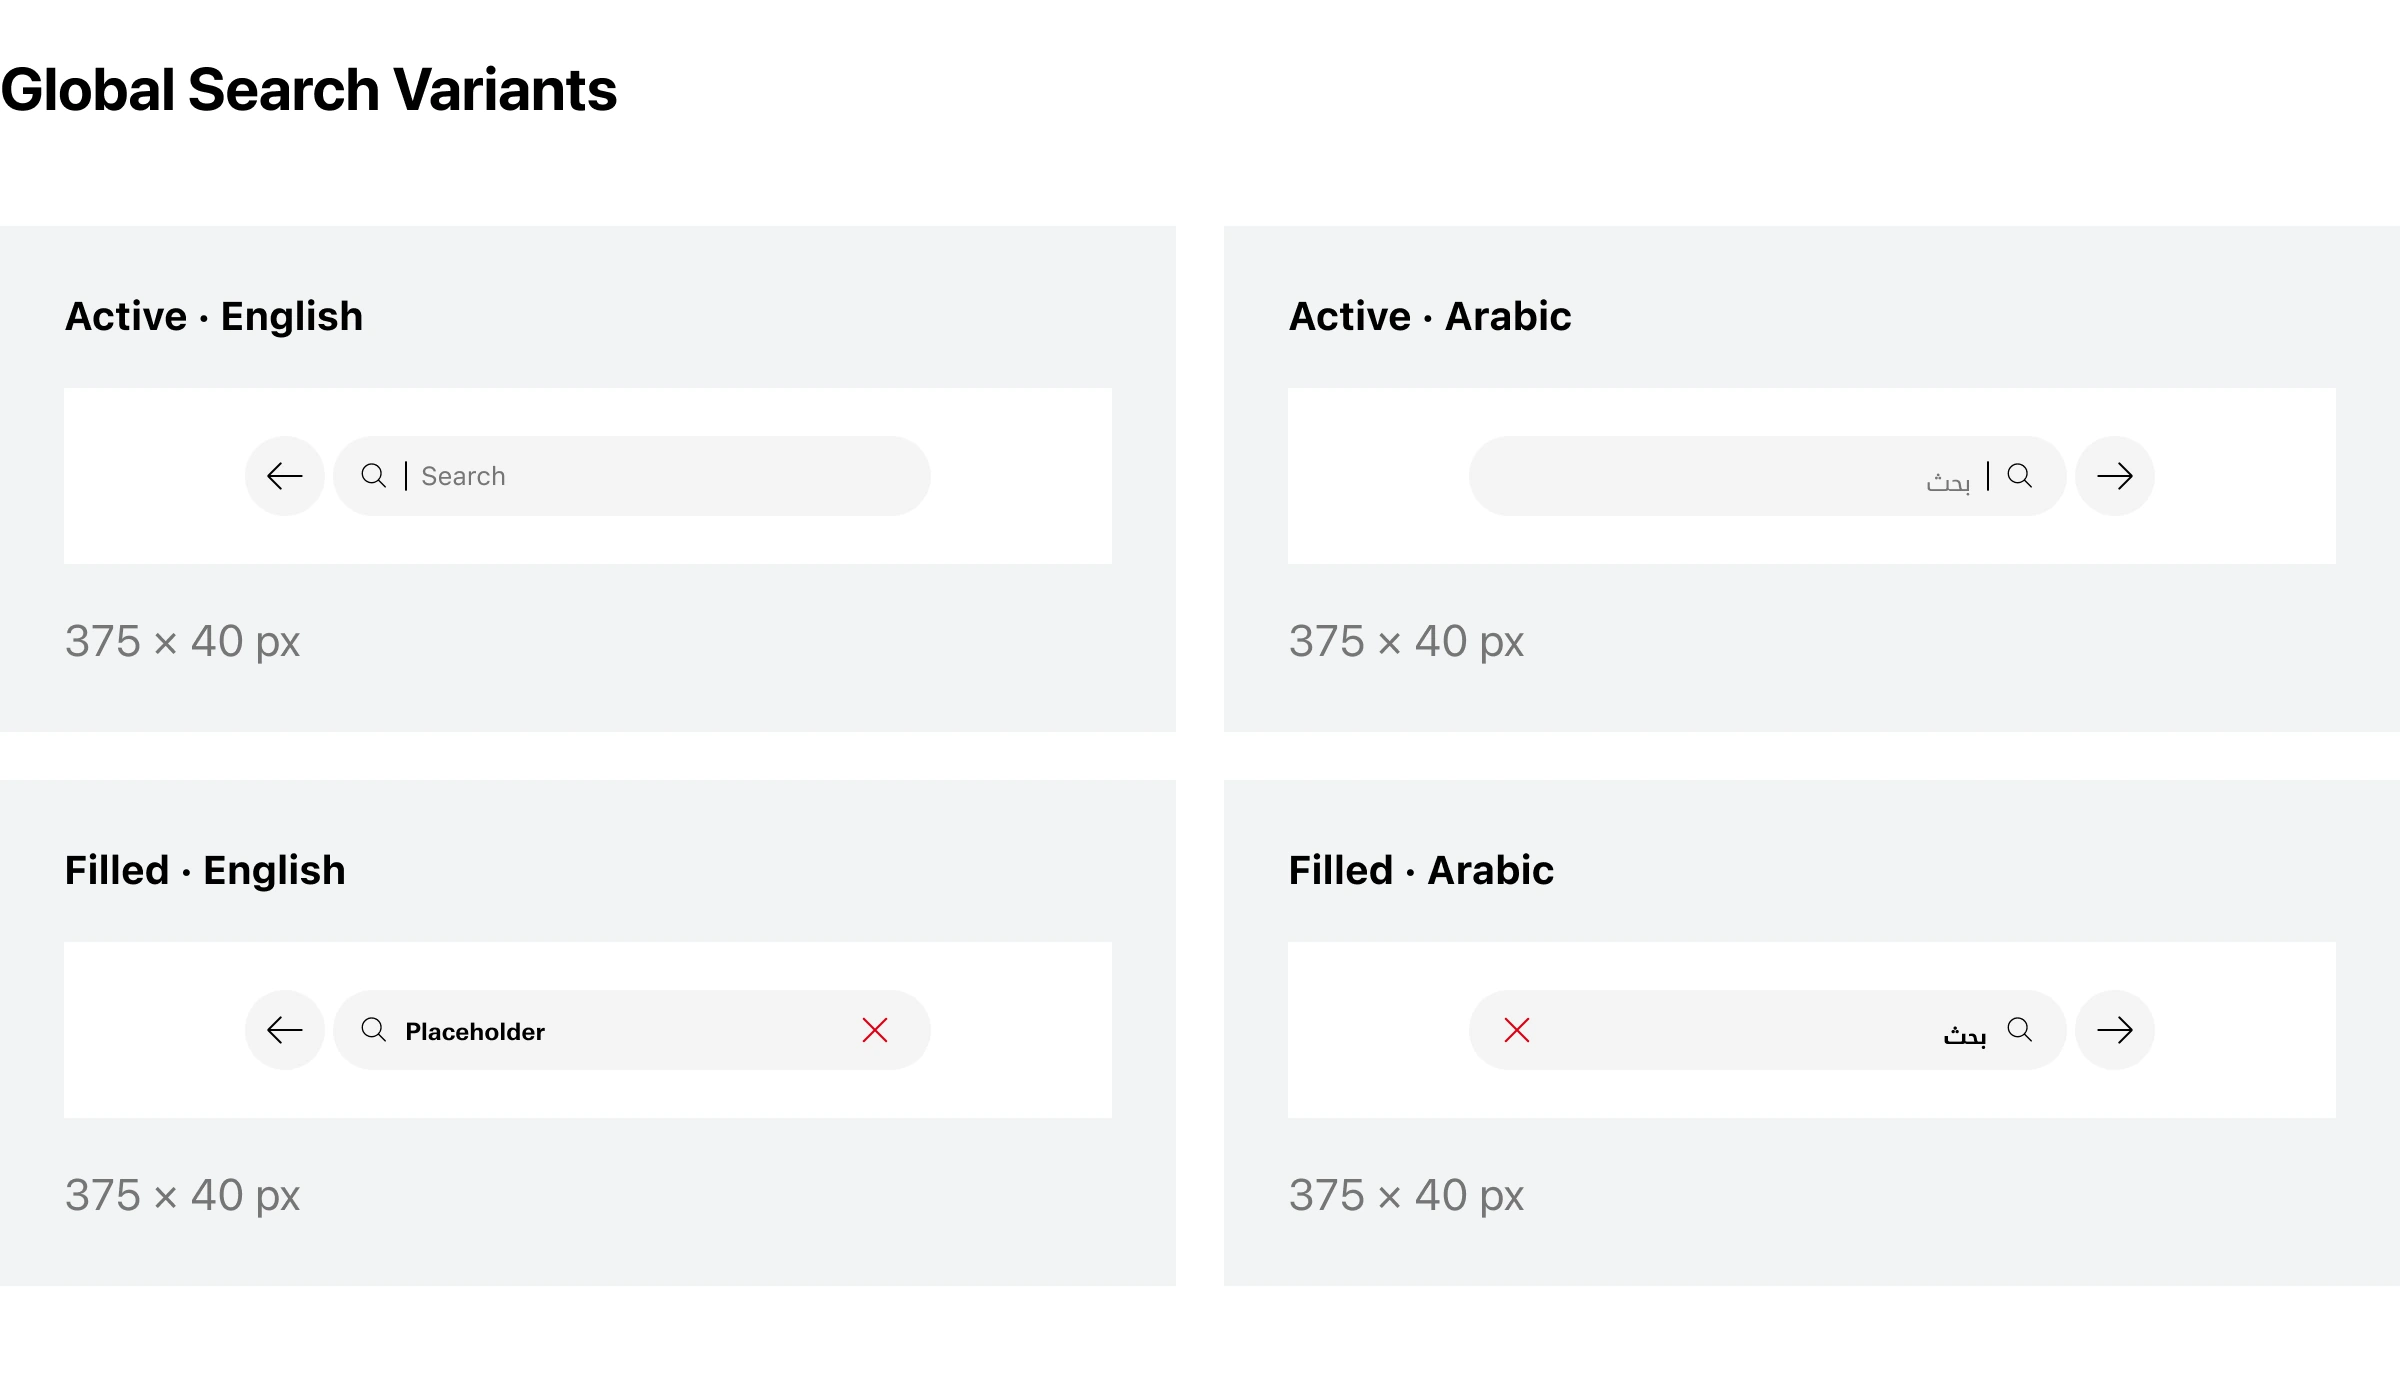 Global Search Variants
Active · English
Search
375 × 40 px
Active · Arabic
بحث
375 × 40 px
Filled · English
Placeholder
375 × 40 px
Filled · Arabic
بحث
375 × 40 px